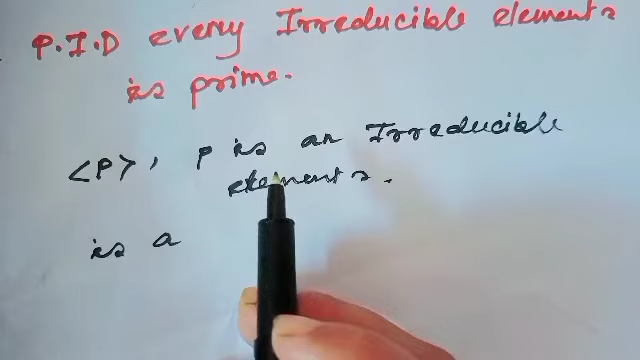 P.I.D every Irreducible elements
is prime.
<P>, P is an Irreducible
elements.
is a